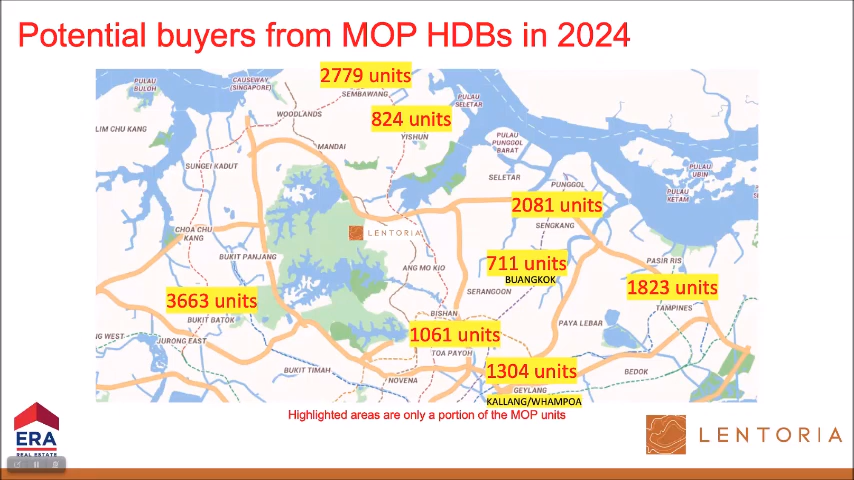 Potential buyers from MOP HDBs in 2024
2779 units
SEMBAWANG
CAUSEWAY
(SINGAPORE)
PULAU
BULOH
PULAU
SELETAR
WOODLANDS
824 units
YISHUN
LIM CHU KANG
MANDAI
PULAU
PUNGGOL
BARAT
SUNGEI KADUT
PULAU
UBIN
SELETAR
PUNGGOL
PULAU
KETAM
2081 units
SENGKANG
CHOA CHU
KANG
LENTORIA
BUKIT PANJANG
ANG MO KIO
711 units
BUANGKOK
PASIR RIS
SERANGOON
1823 units
TAMPINES
3663 units
BUKIT BATOK
BISHAN
1061 units
TOA PAYOH
PAYA LEBAR
NG WEST
JURONG EAST
BUKIT TIMAH
NOVENA
1304 units
GEYLANG
KALLANG/WHAMPOA
BEDOK
Highlighted areas are only a portion of the MOP units
ERA
REAL ESTATE
LENTORIA